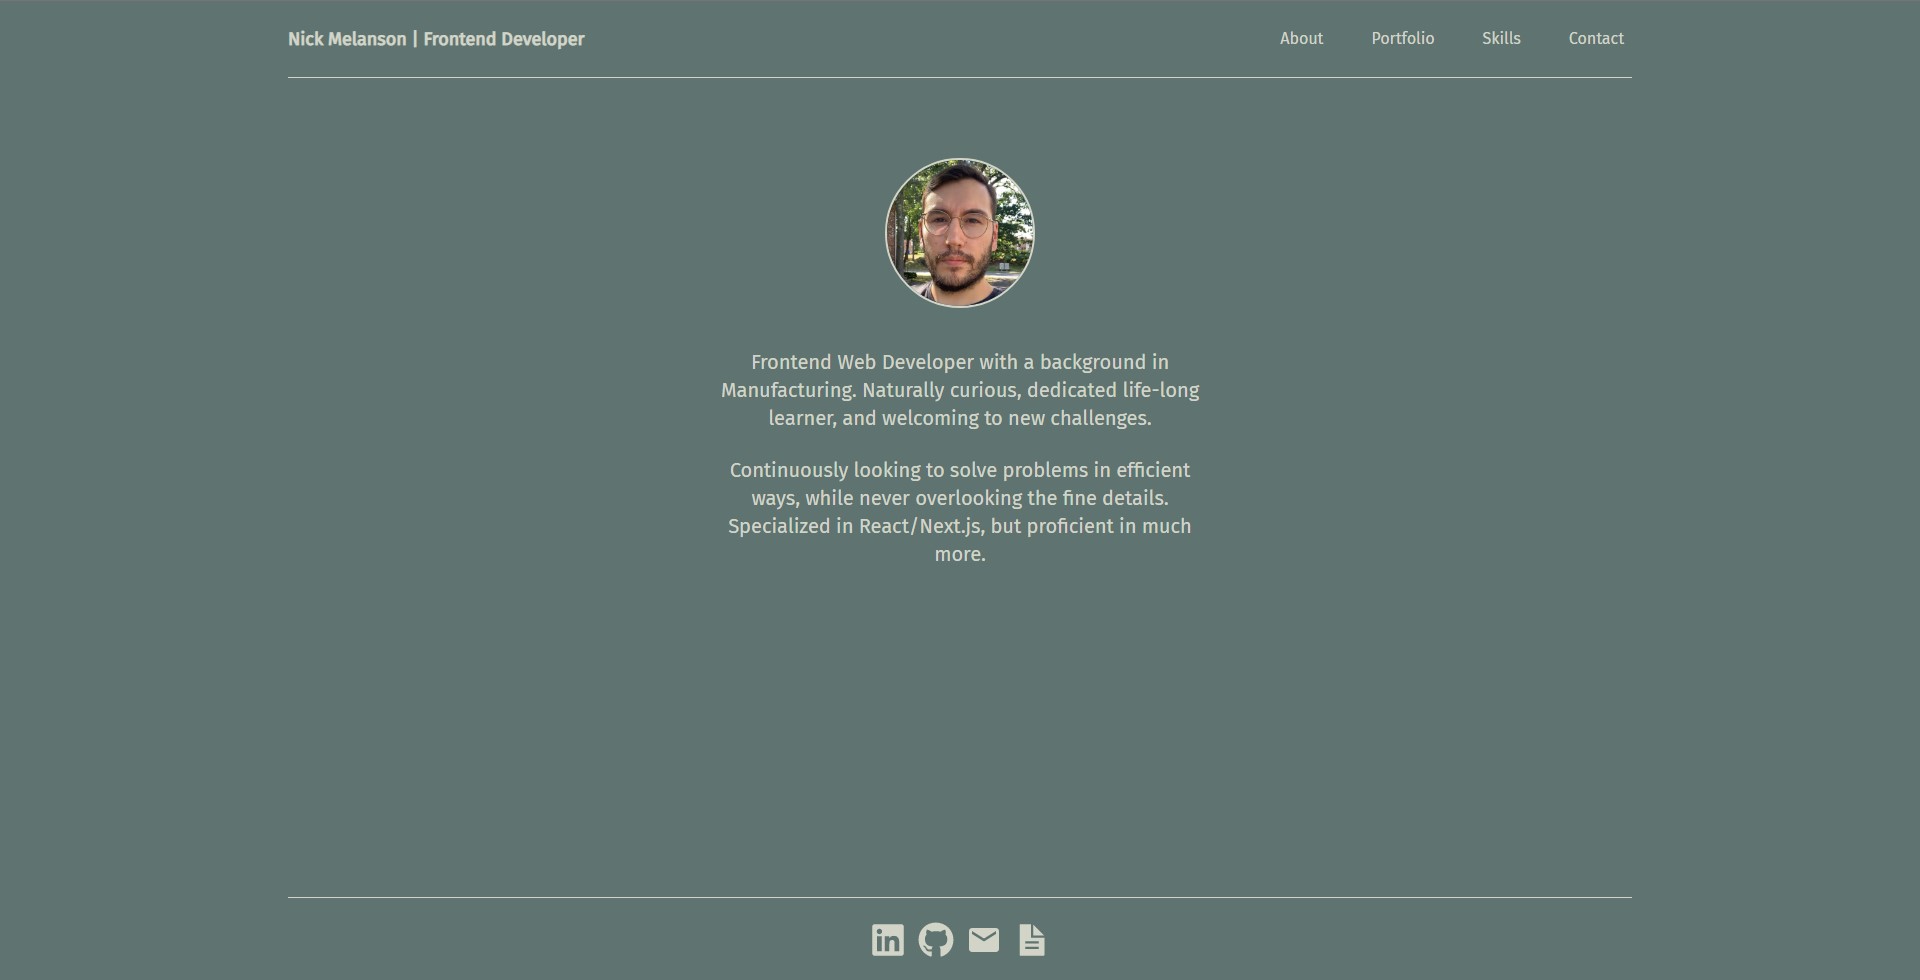 Nick Melanson | Frontend Developer
About Portfolio Skills Contact
Frontend Web Developer with a background in
Manufacturing. Naturally curious, dedicated life-long
learner, and welcoming to new challenges.
Continuously looking to solve problems in efficient
ways, while never overlooking the fine details.
Specialized in React/Next.js, but proficient in much
more.
in